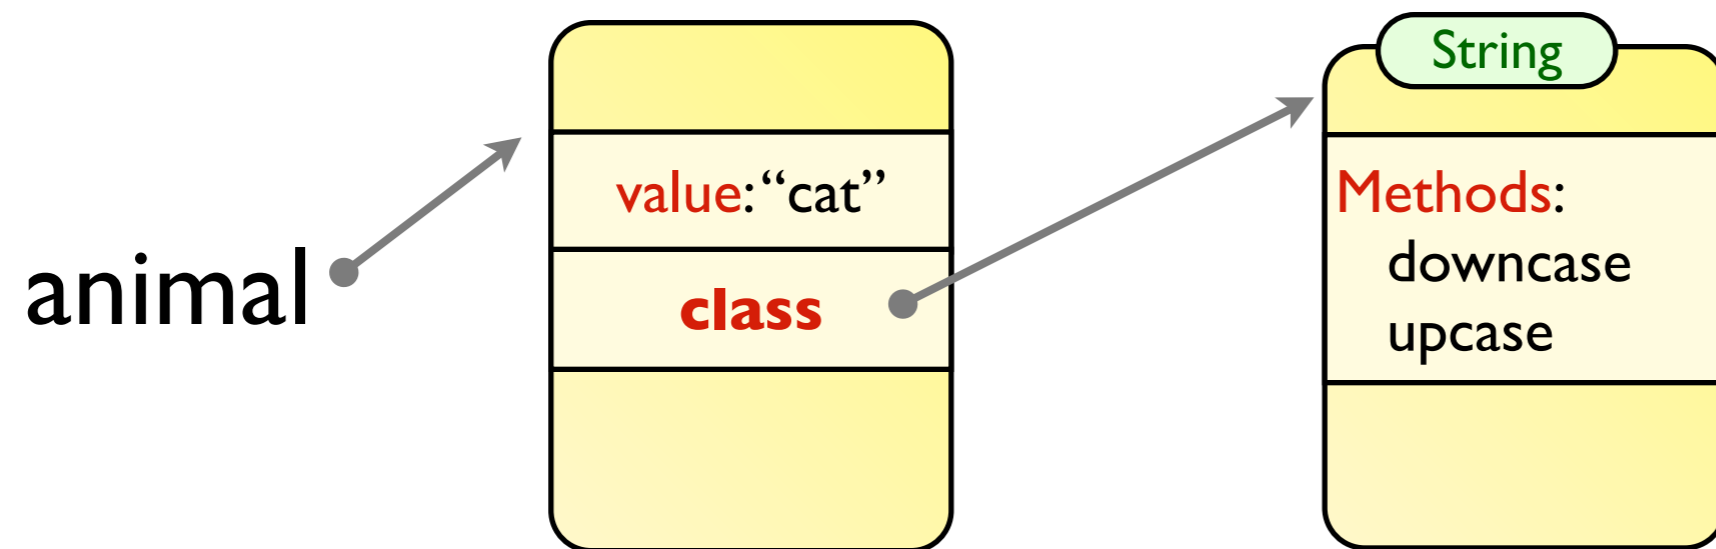 animal
value: “cat”
class
String
Methods:
downcase
upcase